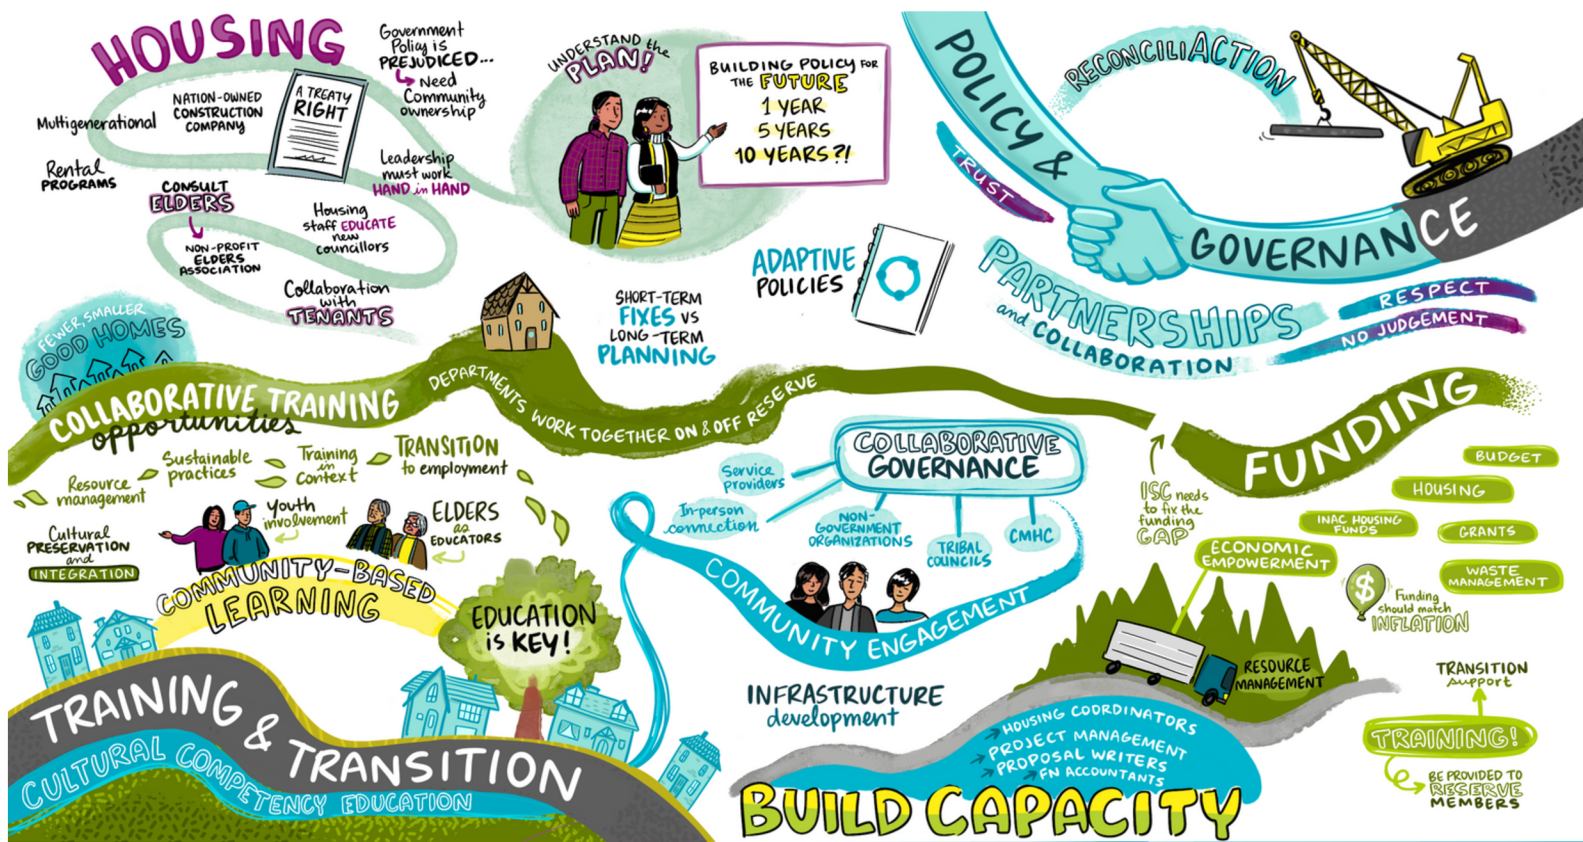 HOUSING
Government
Policy is
PREJUDICED...
Need
Community
ownership
Multigenerational
NATION-OWNED
CONSTRUCTION
COMPANY
A TREATY
RIGHT
Rental
PROGRAMS
CONSULT
ELDERS
NON-PROFIT
ELDERS
ASSOCIATION
Leadership
must work
HAND in HAND
Housing
staff EDUCATE
new
councillors
Collaboration
with
TENANTS
UNDERSTAND the
PLAN!
BUILDING POLICY FOR
THE FUTURE
1 YEAR
5 YEARS
10 YEARS?!
ADAPTIVE
POLICIES
SHORT-TERM
FIXES VS
LONG-TERM
PLANNING
POLICY &
GOVERNANCE
RECONCILIACTION
TRUST
PARTNERSHIPS
and COLLABORATION
RESPECT
NO JUDGEMENT
FEWER, SMALLER
GOOD HOMES
COLLABORATIVE TRAINING
opportunities
DEPARTMENTS WORK TOGETHER ON & OFF RESERVE
Resource
management
Sustainable
practices
Training
in
Context
TRANSITION
to employment
Cultural
PRESERVATION
and
INTEGRATION
Youth
involvement
ELDERS
as
EDUCATORS
COMMUNITY-BASED
LEARNING
EDUCATION
is KEY!
TRAINING &
TRANSITION
CULTURAL COMPETENCY EDUCATION
COLLABORATIVE
GOVERNANCE
Service
providers
In-person
connection
NON-
GOVERNMENT
ORGANIZATIONS
TRIBAL
COUNCILS
CMHC
COMMUNITY ENGAGEMENT
INFRASTRUCTURE
development
FUNDING
ISC needs
to fix the
funding
GAP
BUDGET
HOUSING
INAC HOUSING
FUNDS
GRANTS
WASTE
MANAGEMENT
ECONOMIC
EMPOWERMENT
$
Funding
should match
INFLATION
RESOURCE
MANAGEMENT
TRANSITION
support
TRAINING!
BE PROVIDED TO
RESERVE
MEMBERS
HOUSING COORDINATORS
PROJECT MANAGEMENT
PROPOSAL WRITERS
FN ACCOUNTANTS
BUILD CAPACITY